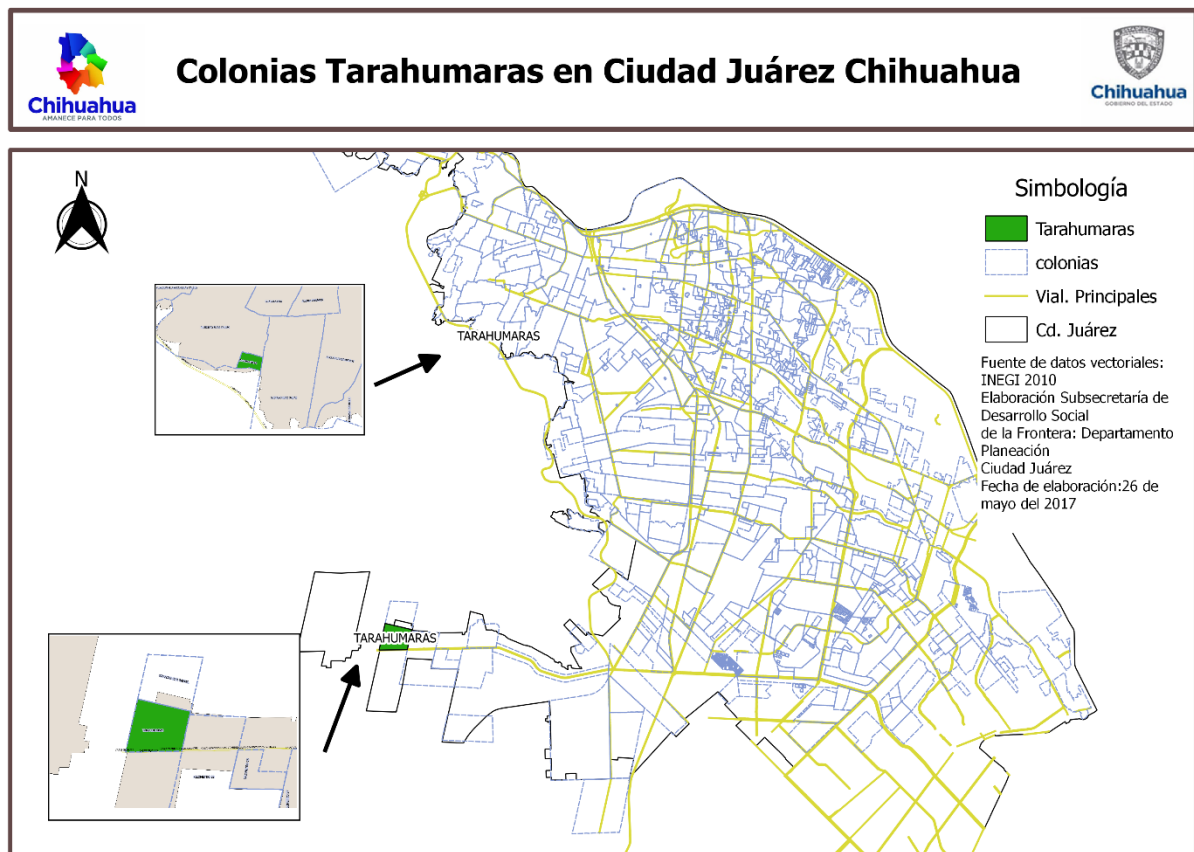 Colonias Tarahumaras en Ciudad Juárez Chihuahua
Chihuahua
AMANECE PARA TODOS
Chihuahua
GOBIERNO DEL ESTADO
N
TARAHUMARAS
TARAHUMARAS
Simbología
Tarahumaras
colonias
Vial. Principales
Cd. Juárez
Fuente de datos vectoriales:
INEGI 2010
Elaboración Subsecretaría de
Desarrollo Social
de la Frontera: Departamento
Planeación
Ciudad Juárez
Fecha de elaboración:26 de
mayo del 2017